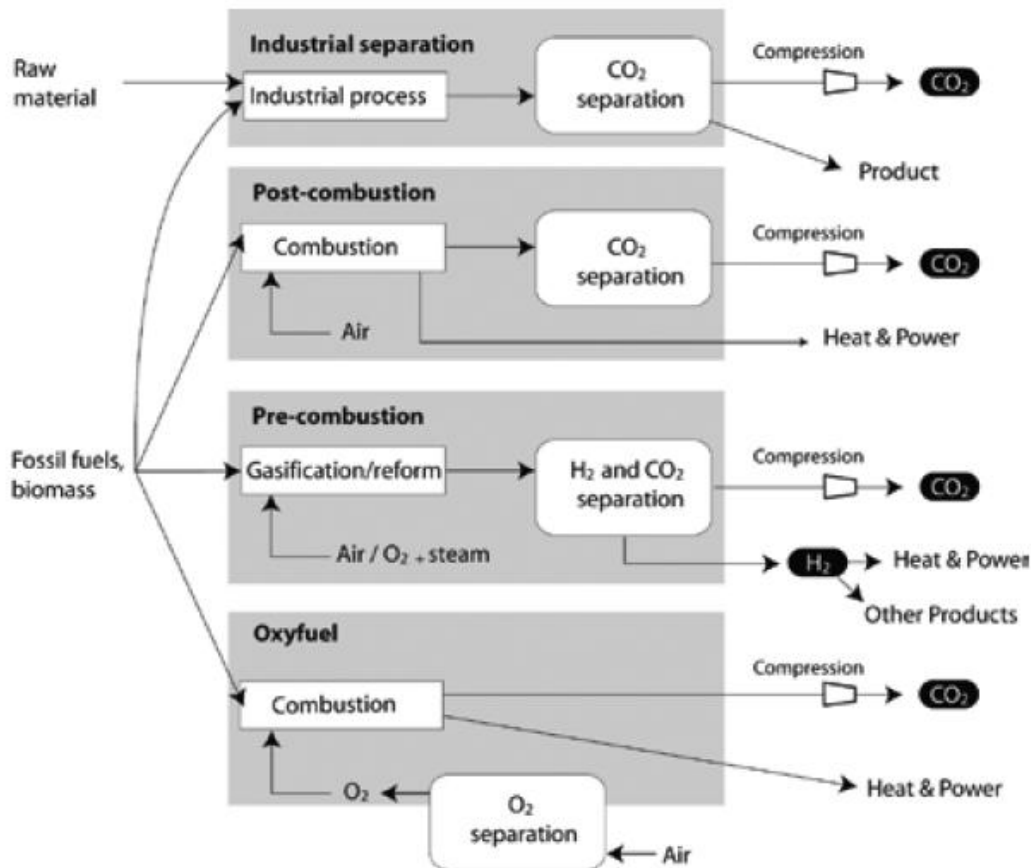 Industrial separation
Raw
material
Industrial process
CO₂
separation
Compression
CO₂
Product
Post-combustion
Combustion
CO₂
separation
Compression
CO₂
Air
Heat & Power
Pre-combustion
Fossil fuels,
biomass
Gasification/reform
H₂ and CO₂
separation
Compression
CO₂
Air / O₂ + steam
H₂
Heat & Power
Other Products
Oxyfuel
Combustion
Compression
CO₂
O₂
O₂
separation
Heat & Power
Air